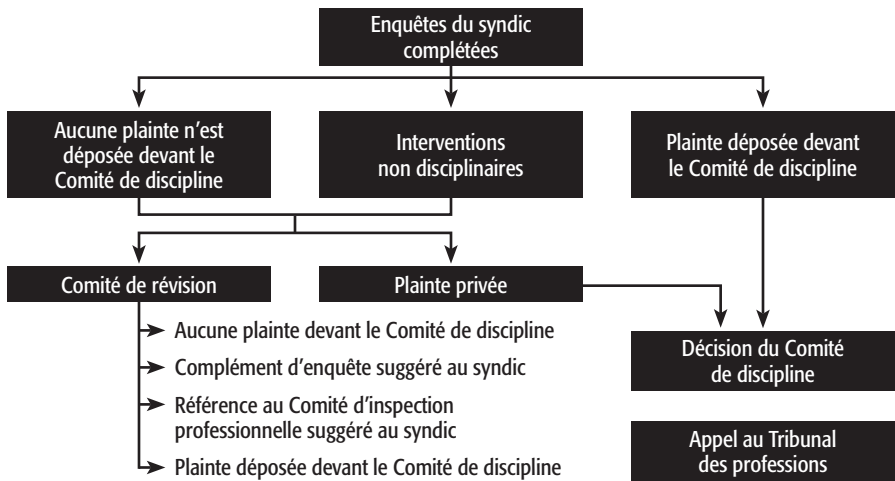 Enquêtes du syndic
complétées
Aucune plainte n’est
déposée devant le
Comité de discipline
Interventions
non disciplinaires
Plainte déposée devant
le Comité de discipline
Comité de révision
Plainte privée
Aucune plainte devant le Comité de discipline
Complément d’enquête suggéré au syndic
Référence au Comité d’inspection
professionnelle suggéré au syndic
Plainte déposée devant le Comité de discipline
Décision du Comité
de discipline
Appel au Tribunal
des professions